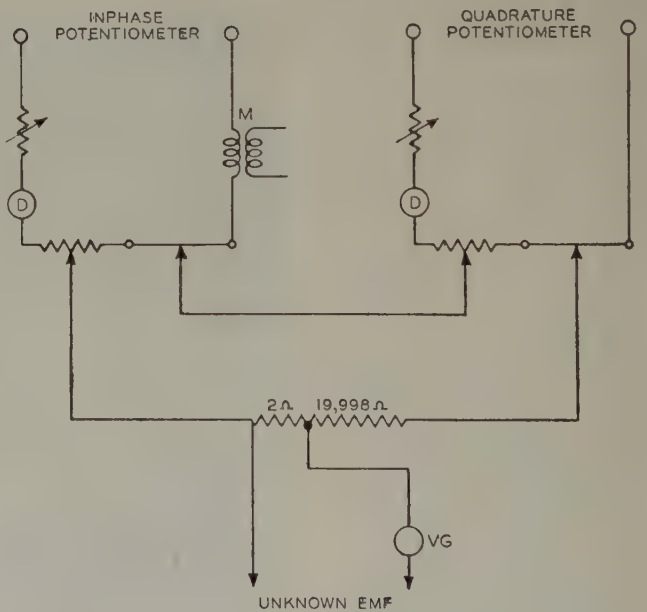 INPHASE
POTENTIOMETER
QUADRATURE
POTENTIOMETER
M
D
D
2Ω 19,998Ω
VG
UNKNOWN EMF